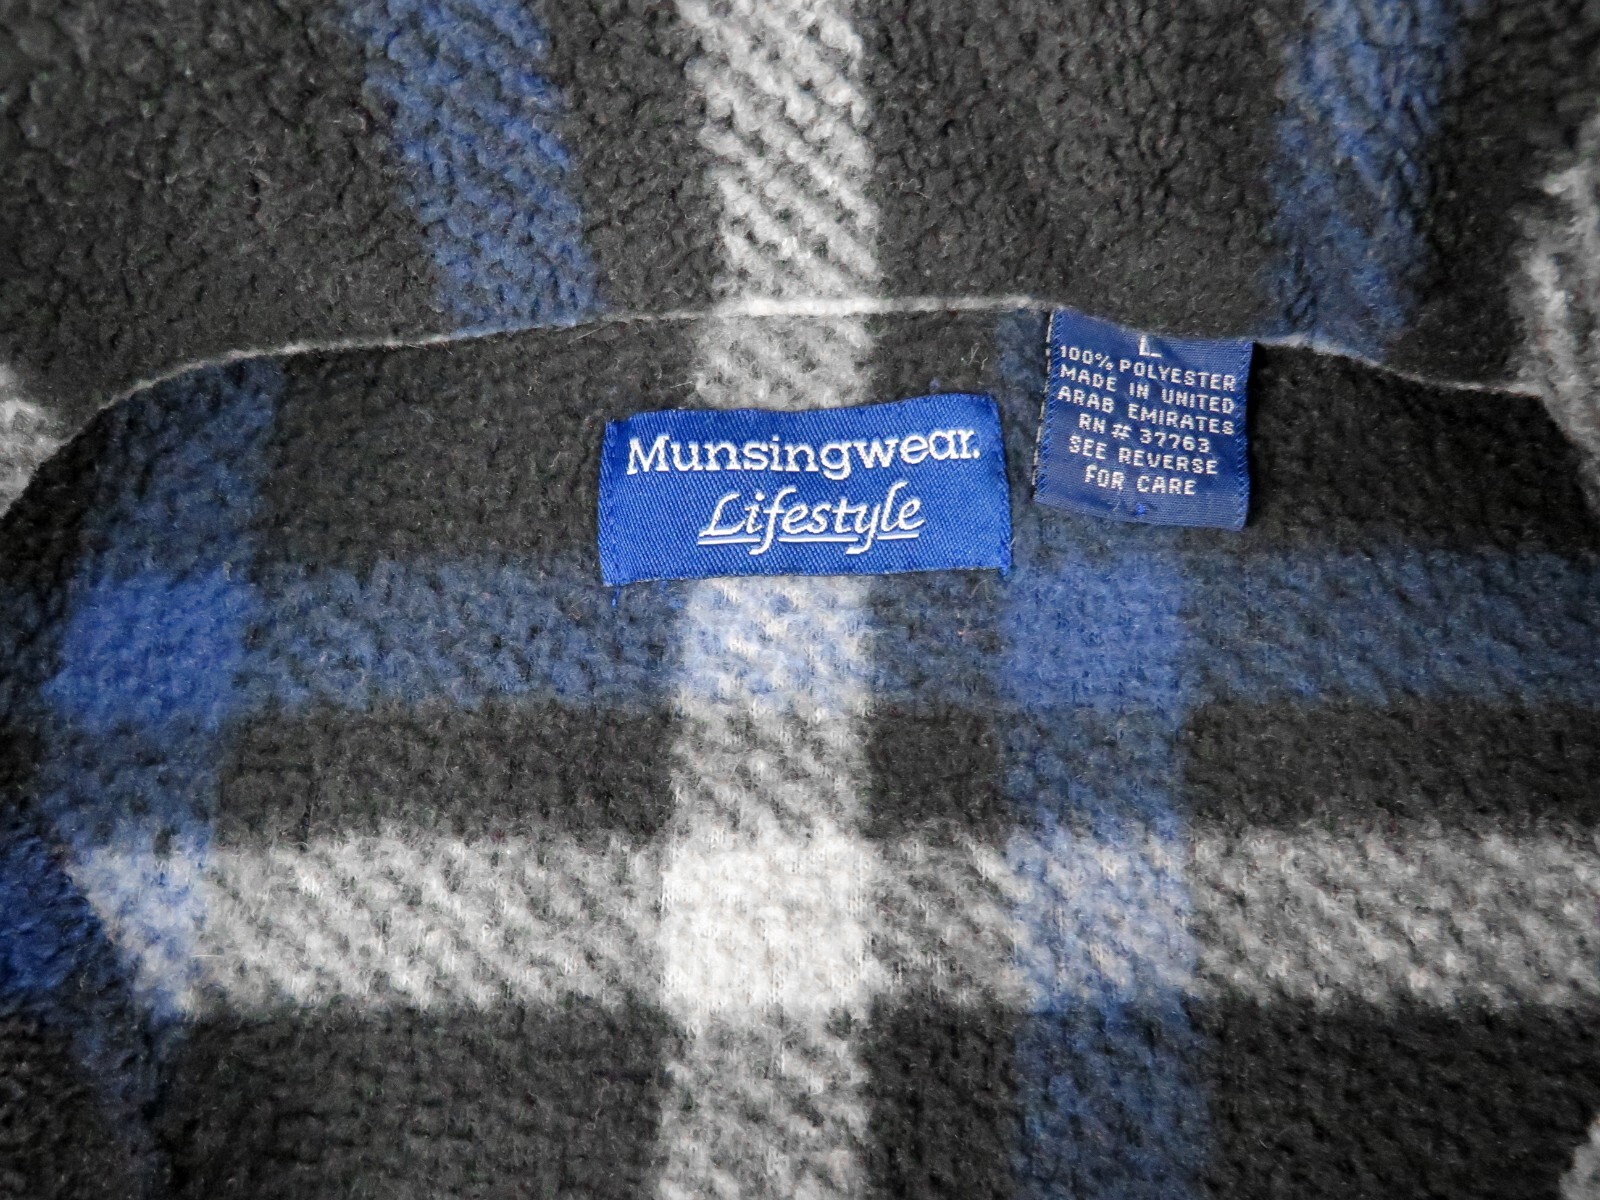 Munsingwear.
Lifestyle
L
100% POLYESTER
MADE IN UNITED
ARAB EMIRATES
RN # 37763
SEE REVERSE
FOR CARE